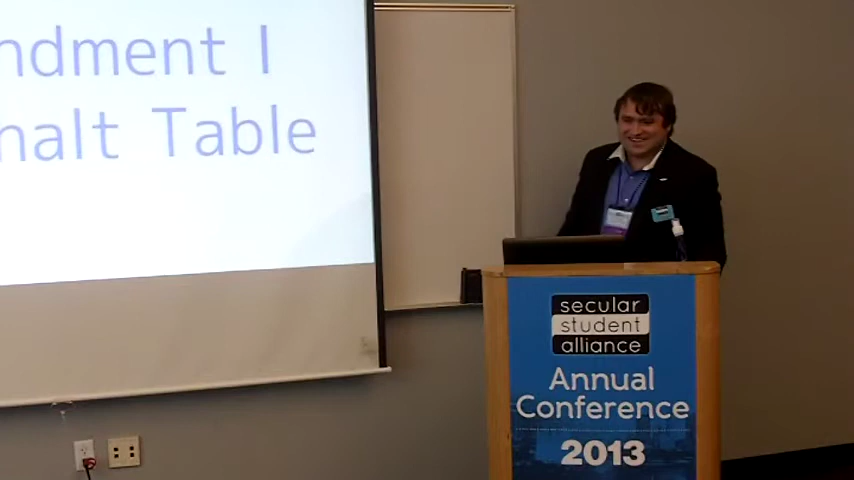 ndment I
nalt Table
secular
student
alliance
Annual
Conference
2013